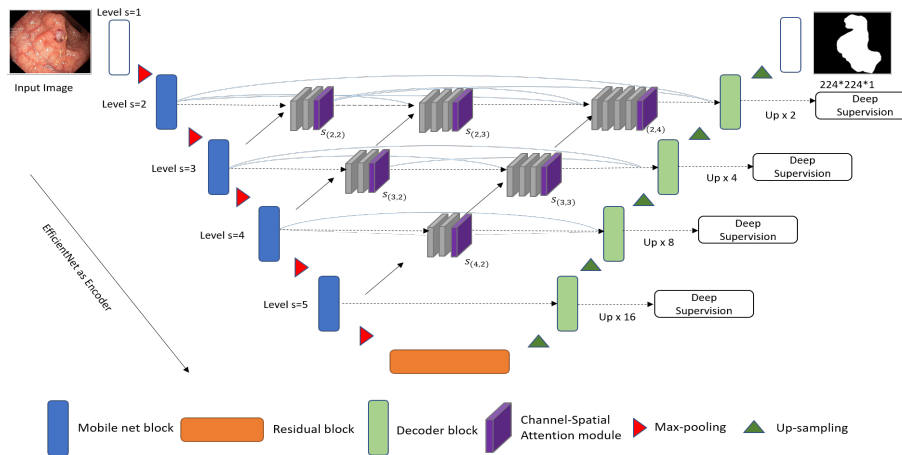 Level s=1
Input Image
Level s=2
s(2,2)
s(2,3)
(2,4)
Up x 2
224*224*1
Deep
Supervision
Level s=3
s(3,2)
s(3,3)
Up x 4
Deep
Supervision
Level s=4
s(4,2)
Up x 8
Deep
Supervision
Level s=5
Up x 16
Deep
Supervision
EfficientNet as Encoder
Mobile net block
Residual block
Decoder block
Channel-Spatial
Attention module
Max-pooling
Up-sampling